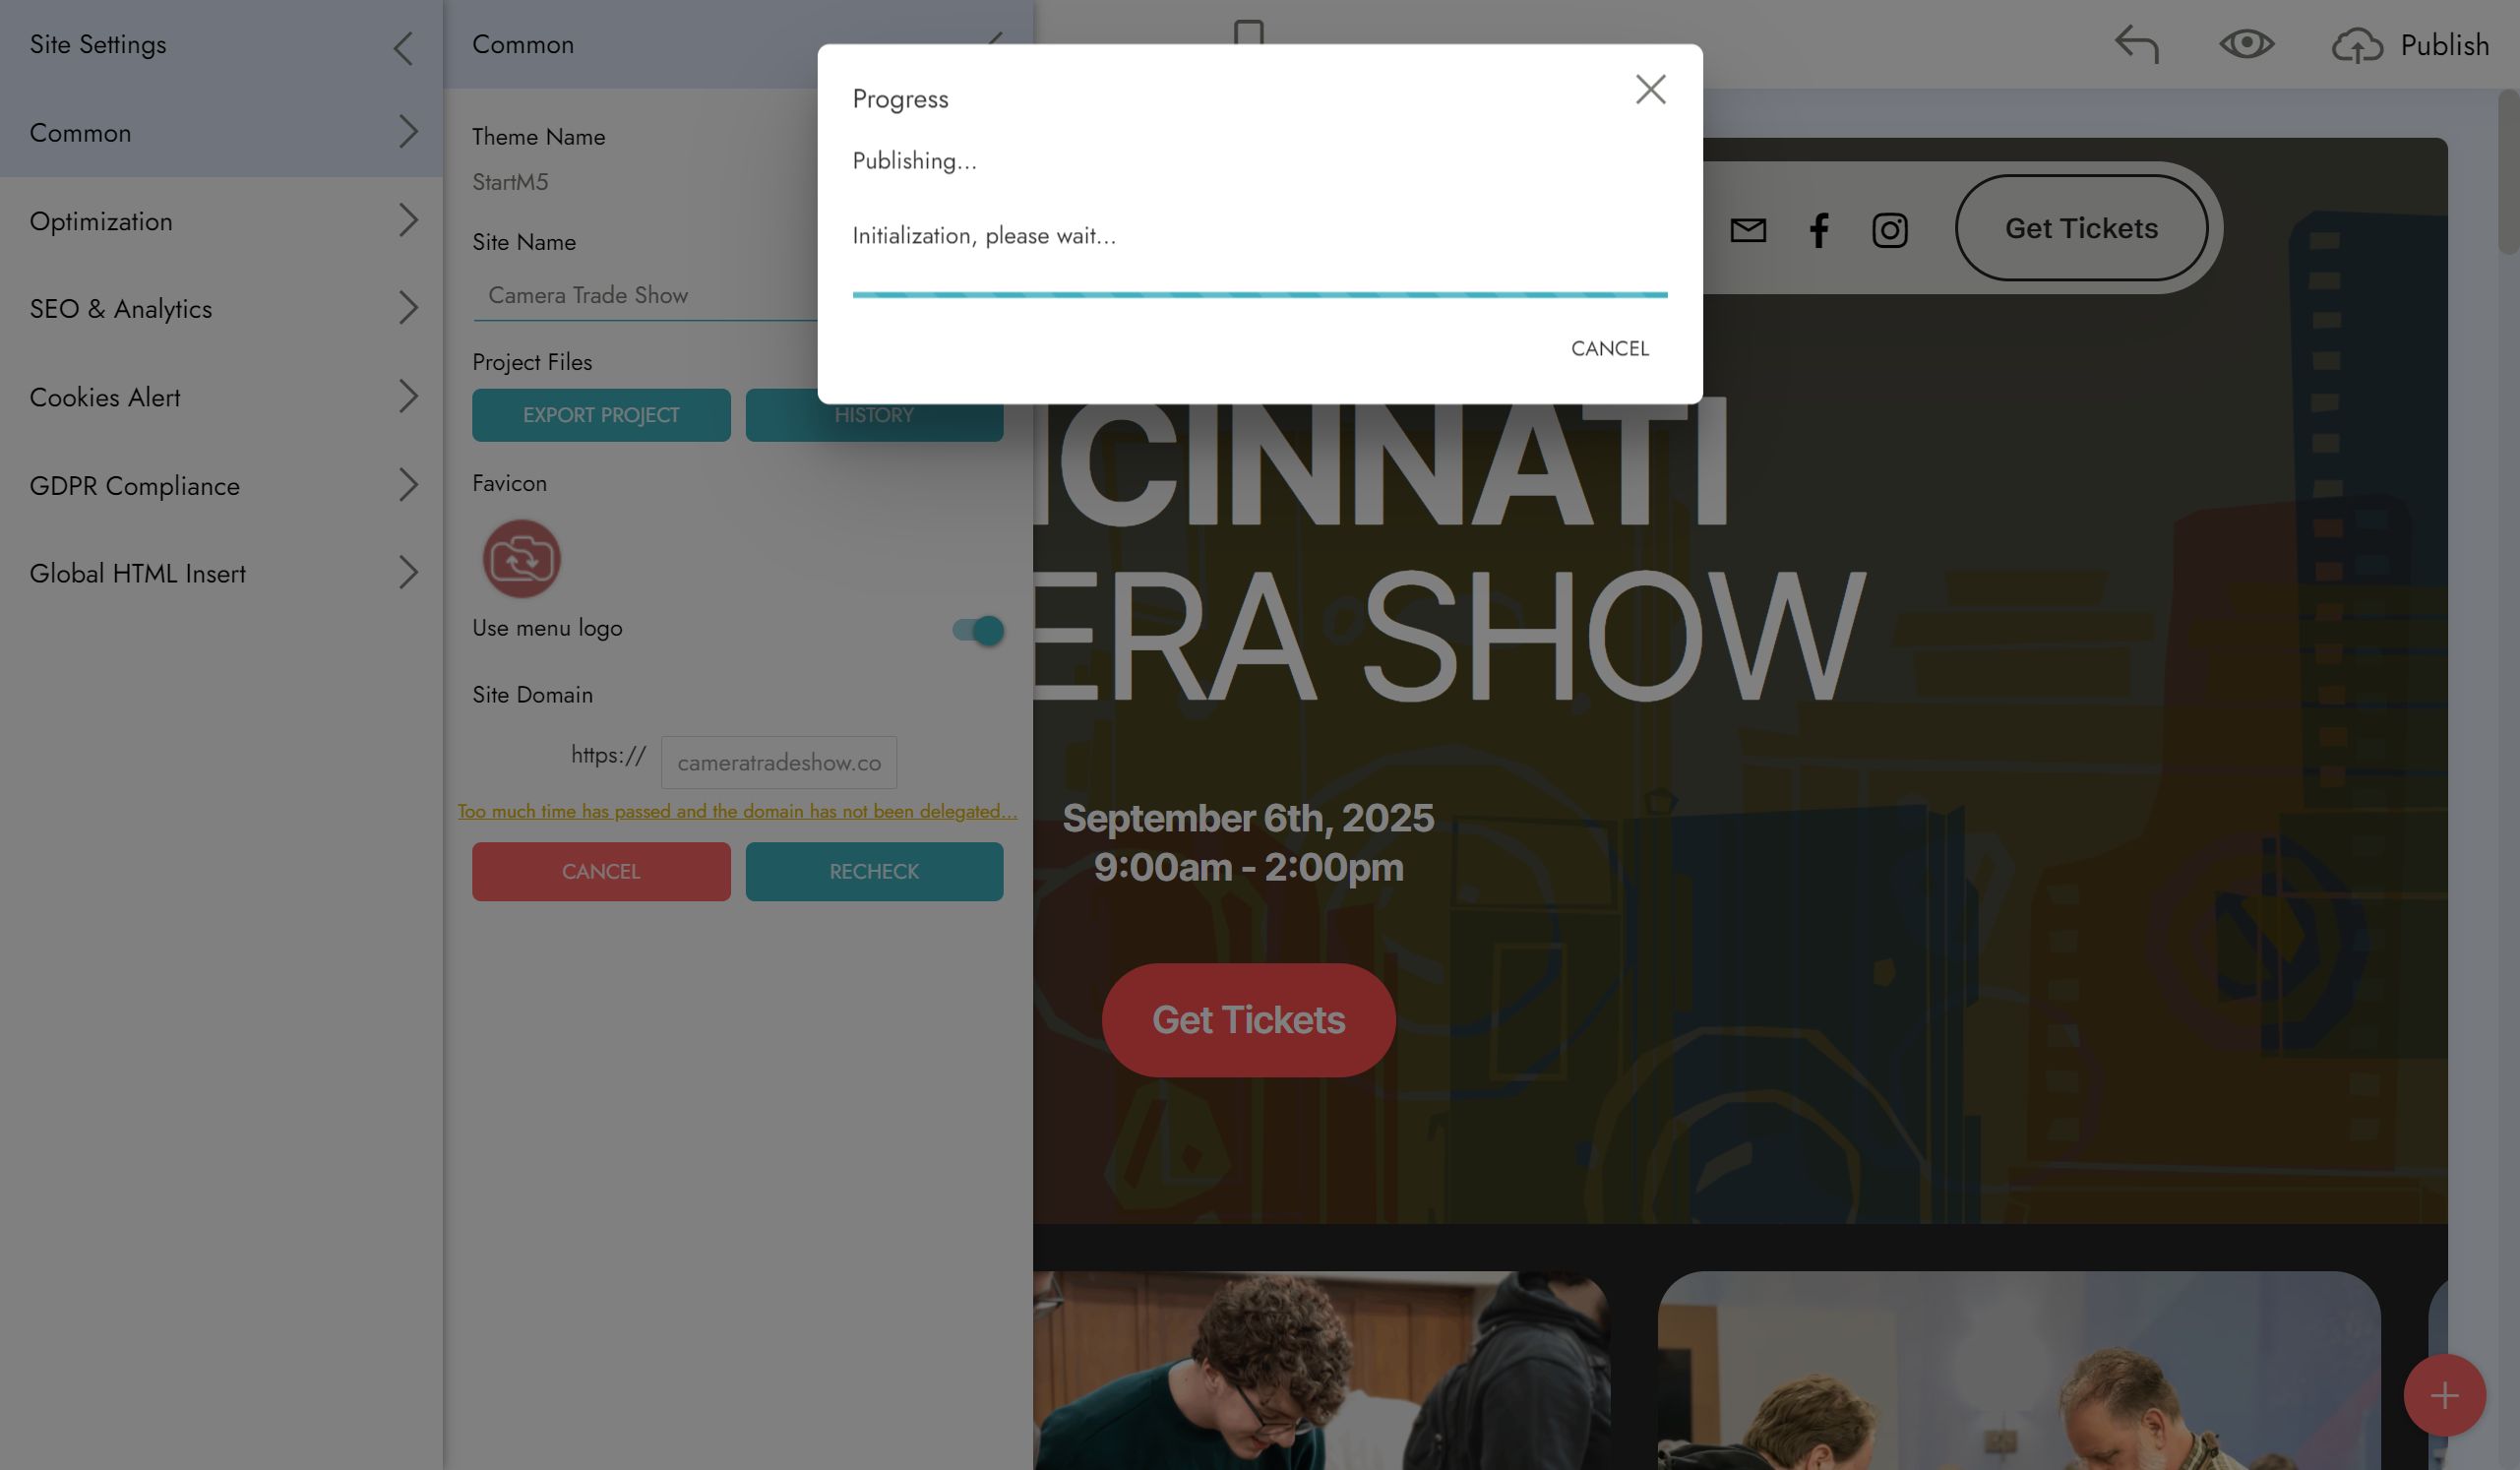 Site Settings
Common
Optimization
SEO & Analytics
Cookies Alert
GDPR Compliance
Global HTML Insert
Common
Theme Name
StartM5
Site Name
Camera Trade Show
Project Files
EXPORT PROJECT
HISTORY
Favicon
Use menu logo
Site Domain
https://
cameratradeshow.co
Too much time has passed and the domain has not been delegated...
CANCEL
RECHECK
Progress
Publishing...
Initialization, please wait...
CANCEL
Publish
Get Tickets
CINNATI
ERA SHOW
September 6th, 2025
9:00am - 2:00pm
Get Tickets